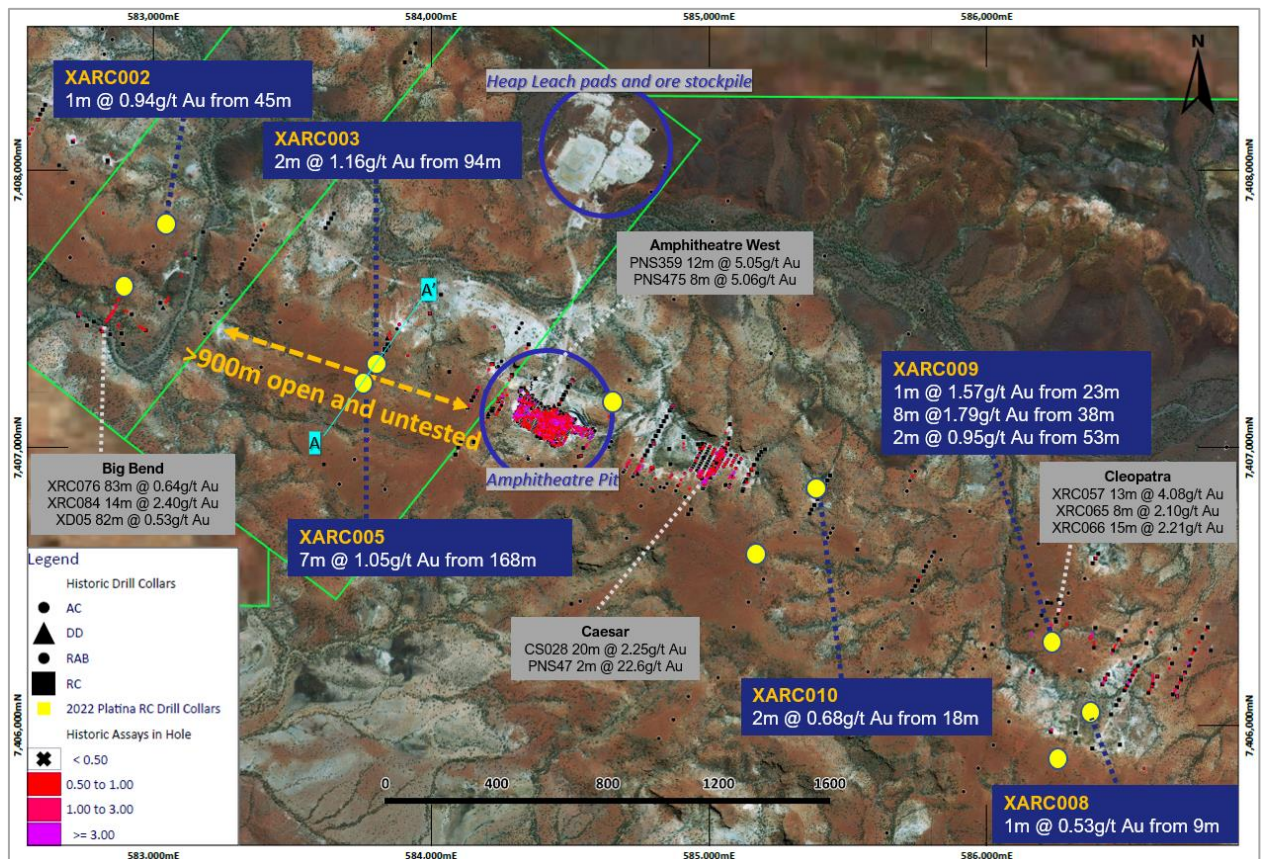 583,000mE
584,000mE
585,000mE
586,000mE
N
XARC002
1m @ 0.94g/t Au from 45m
Heap Leach pads and ore stockpile
XARC003
2m @ 1.16g/t Au from 94m
7,408,000mN
7,408,000mN
Amphitheatre West
PNS359 12m @ 5.05g/t Au
PNS475 8m @ 5.06g/t Au
A'
>900m open and untested
A
Amphitheatre Pit
XARC009
1m @ 1.57g/t Au from 23m
8m @1.79g/t Au from 38m
2m @ 0.95g/t Au from 53m
7,407,000mN
7,407,000mN
Big Bend
XRC076 83m @ 0.64g/t Au
XRC084 14m @ 2.40g/t Au
XD05 82m @ 0.53g/t Au
Cleopatra
XRC057 13m @ 4.08g/t Au
XRC065 8m @ 2.10g/t Au
XRC066 15m @ 2.21g/t Au
XARC005
7m @ 1.05g/t Au from 168m
Caesar
CS028 20m @ 2.25g/t Au
PNS47 2m @ 22.6g/t Au
XARC010
2m @ 0.68g/t Au from 18m
7,406,000mN
7,406,000mN
Legend
Historic Drill Collars
AC
DD
RAB
RC
2022 Platina RC Drill Collars
Historic Assays in Hole
< 0.50
0.50 to 1.00
1.00 to 3.00
>= 3.00
0 400 800 1200 1600
XARC008
1m @ 0.53g/t Au from 9m
583,000mE
584,000mE
585,000mE
586,000mE